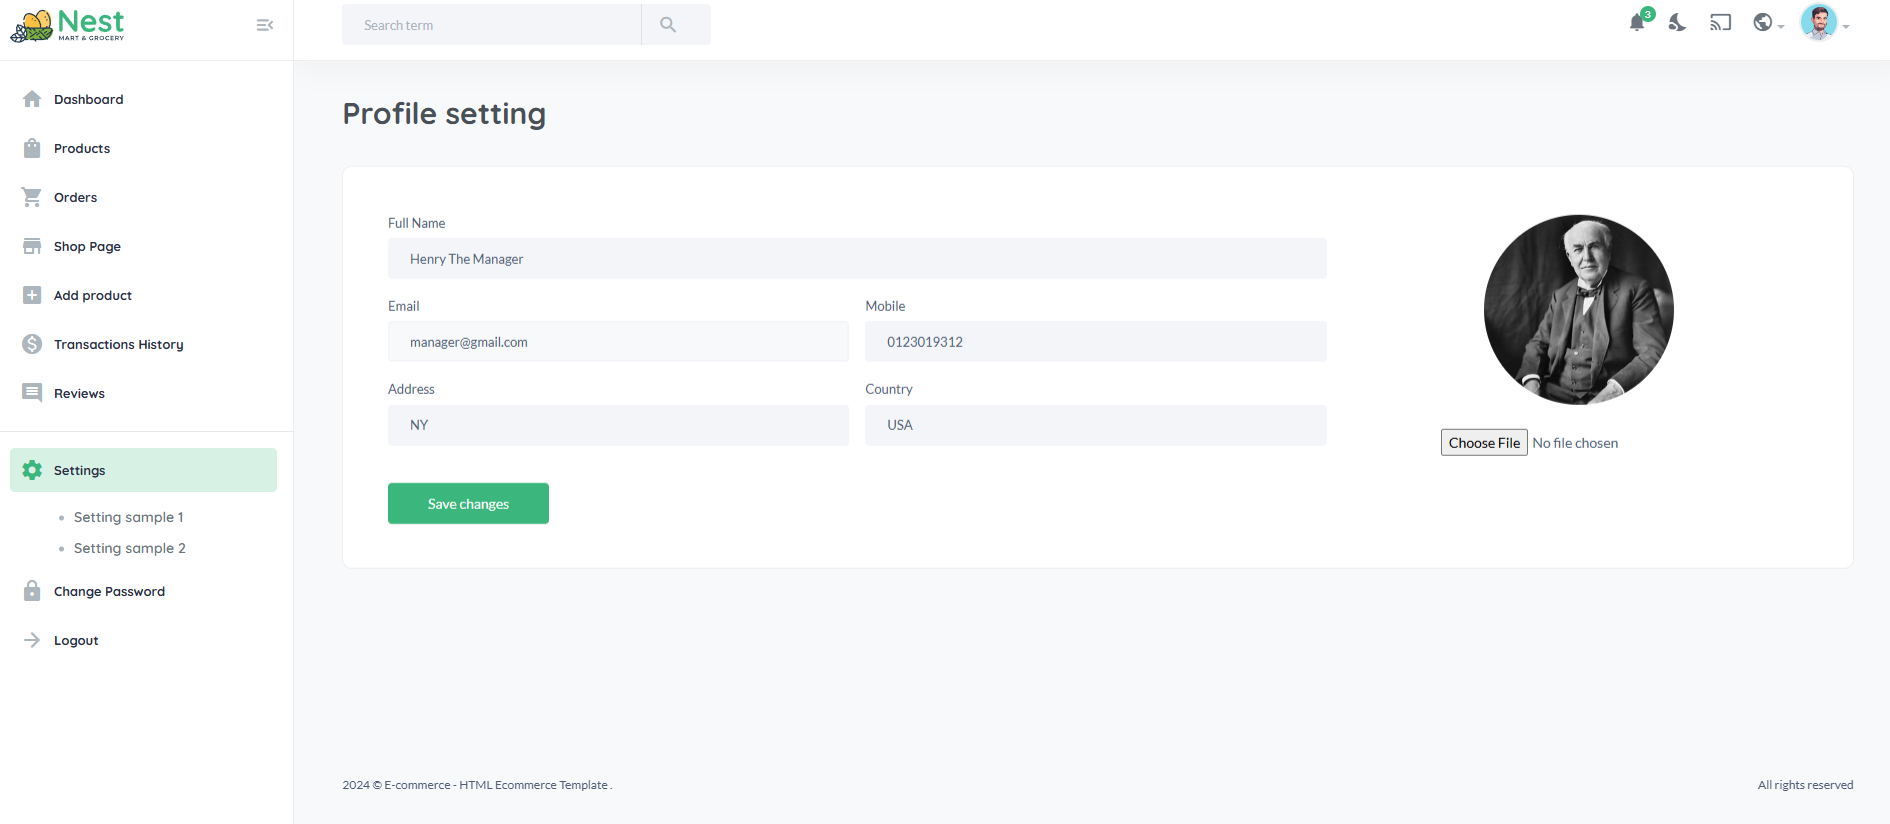 Nest
MART & GROCERY
Search term
3
Dashboard
Products
Orders
Shop Page
Add product
Transactions History
Reviews
Settings
Setting sample 1
Setting sample 2
Change Password
Logout
Profile setting
Full Name
Henry The Manager
Email
Mobile
manager@gmail.com
0123019312
Address
Country
NY
USA
Choose File No file chosen
Save changes
2024 © E-commerce - HTML Ecommerce Template .
All rights reserved